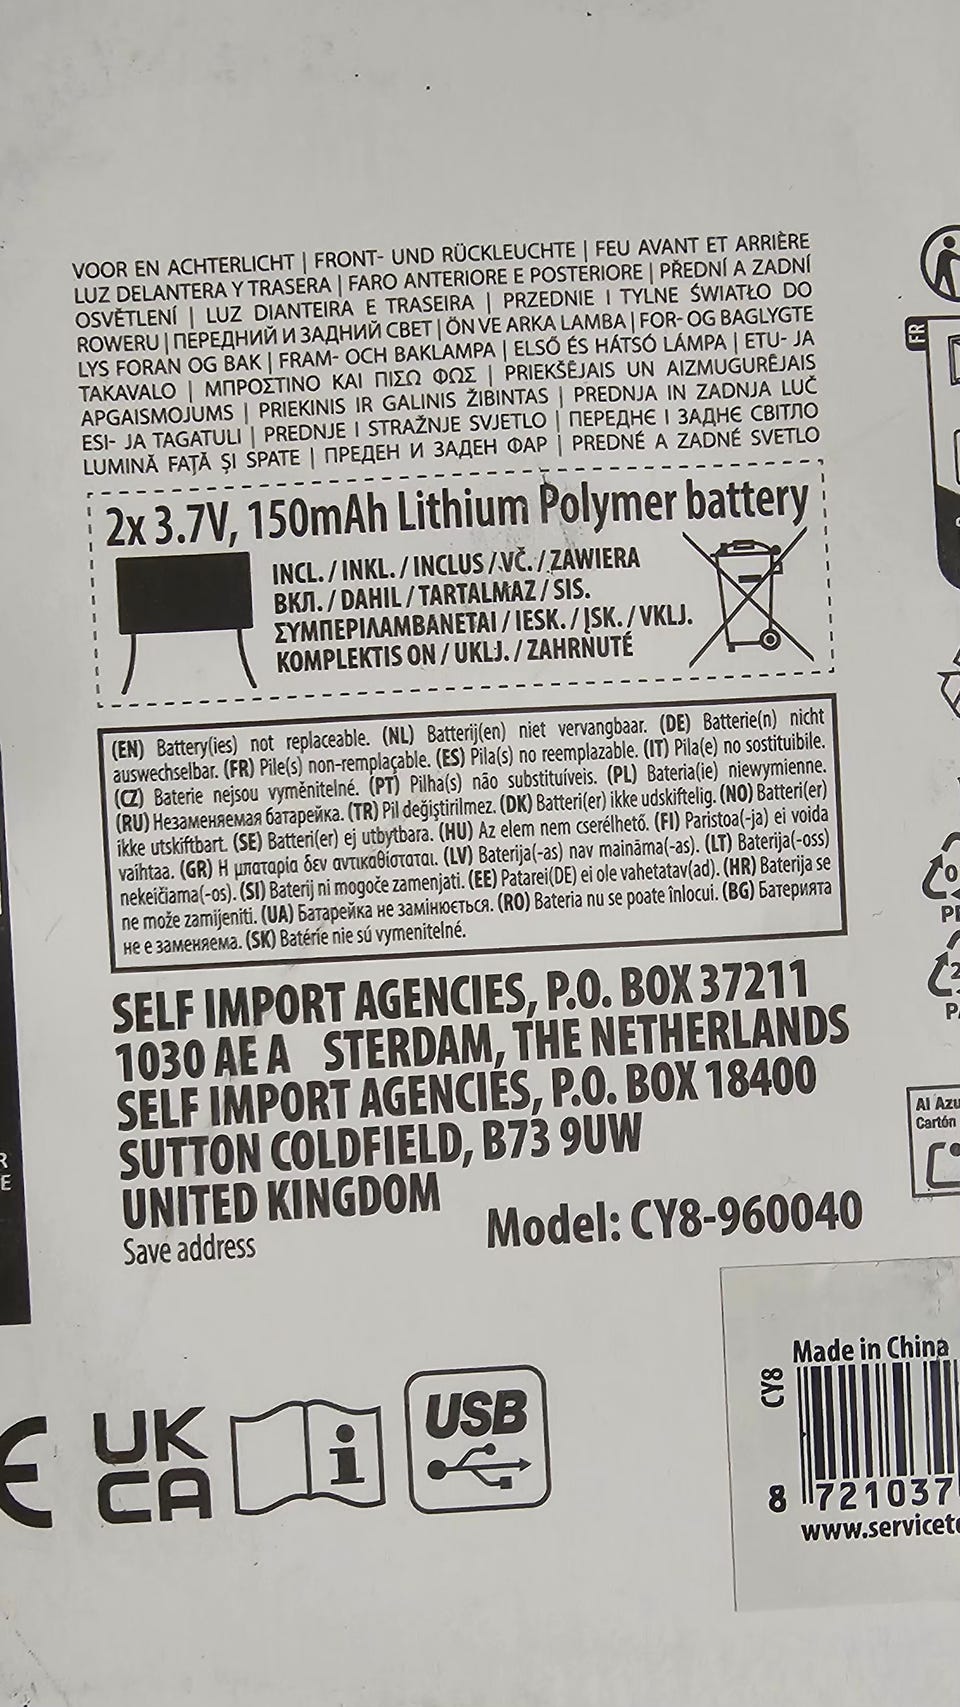 VOOR EN ACHTERLICHT | FRONT- UND RÜCKLEUCHTE | FEU AVANT ET ARRIÈRE
LUZ DELANTERA Y TRASERA | FARO ANTERIORE E POSTERIORE | PŘEDNÍ A ZADNÍ
OSVĚTLENÍ | LUZ DIANTEIRA E TRASEIRA | PRZEDNIE I TYLNE ŚWIATŁO DO
ROWERU | ПЕРЕДНИЙ И ЗАДНИЙ СВЕТ | ÖN VE ARKA LAMBA | FOR- OG BAGLYGTE
LYS FORAN OG BAK | FRAM- OCH BAKLAMPA | ELSŐ ÉS HÁTSÓ LÁMPA | ETU- JA
TAKAVALO | ΜΠΡΟΣΤΙΝΟ ΚΑΙ ΠΙΣΩ ΦΩΣ | PRIEKŠĒJAIS UN AIZMUGURĒJAIS
APGAISMOJUMS | PRIEKINIS IR GALINIS ŽIBINTAS | PREDNJA IN ZADNJA LUČ
ESI- JA TAGATULI | PREDNJE I STRAŽNJE SVJETLO | ПЕРЕДНЄ І ЗАДНЄ СВІТЛО
LUMINĂ FAȚĂ ȘI SPATE | ПРЕДЕН И ЗАДЕН ФАР | PREDNÉ A ZADNÉ SVETLO
2x 3.7V, 150mAh Lithium Polymer battery
INCL. / INKL. / INCLUS / VČ. / ZAWIERA
ВКЛ. / DAHIL / TARTALMAZ / SIS.
ΣΥΜΠΕΡΙΛΑΜΒΑΝΕΤΑΙ / IESK. / ĮSK. / VKLJ.
KOMPLEKTIS ON / UKLJ. / ZAHRŇUTÉ
(EN) Battery(ies) not replaceable. (NL) Batterij(en) niet vervangbaar. (DE) Batterie(n) nicht
auswechselbar. (FR) Pile(s) non-remplaçable. (ES) Pila(s) no reemplazable. (IT) Pila(e) no sostituibile.
(CZ) Baterie nejsou vyměnitelné. (PT) Pilha(s) não substituíveis. (PL) Bateria(ie) niewymienne.
(RU) Незаменяемая батарейка. (TR) Pil değiştirilmez. (DK) Batteri(er) ikke udskiftelig. (NO) Batteri(er)
ikke utskiftbart. (SE) Batteri(er) ej utbytbara. (HU) Az elem nem cserélhető. (FI) Paristoa(-ja) ei voida
vaihtaa. (GR) Η μπαταρία δεν αντικαθίσταται. (LV) Baterija(-as) nav maināma(-as). (LT) Baterija(-oss)
nekeičiama(-os). (SI) Baterij ni mogoče zamenjati. (EE) Patarei(DE) ei ole vahetatav(ad). (HR) Baterija se
ne može zamijeniti. (UA) Батарейка не замінюється. (RO) Bateria nu se poate înlocui. (BG) Батерията
не е заменяема. (SK) Batérie nie sú vymenitelné.
SELF IMPORT AGENCIES, P.O. BOX 37211
1030 AE A STERDAM, THE NETHERLANDS
SELF IMPORT AGENCIES, P.O. BOX 18400
SUTTON COLDFIELD, B73 9UW
UNITED KINGDOM
Save address
Model: CY8-960040
FR
Al Azu
Cartón
Made in China
CY8
8 721037
www.servicet
CE
UK
CA
i
USB